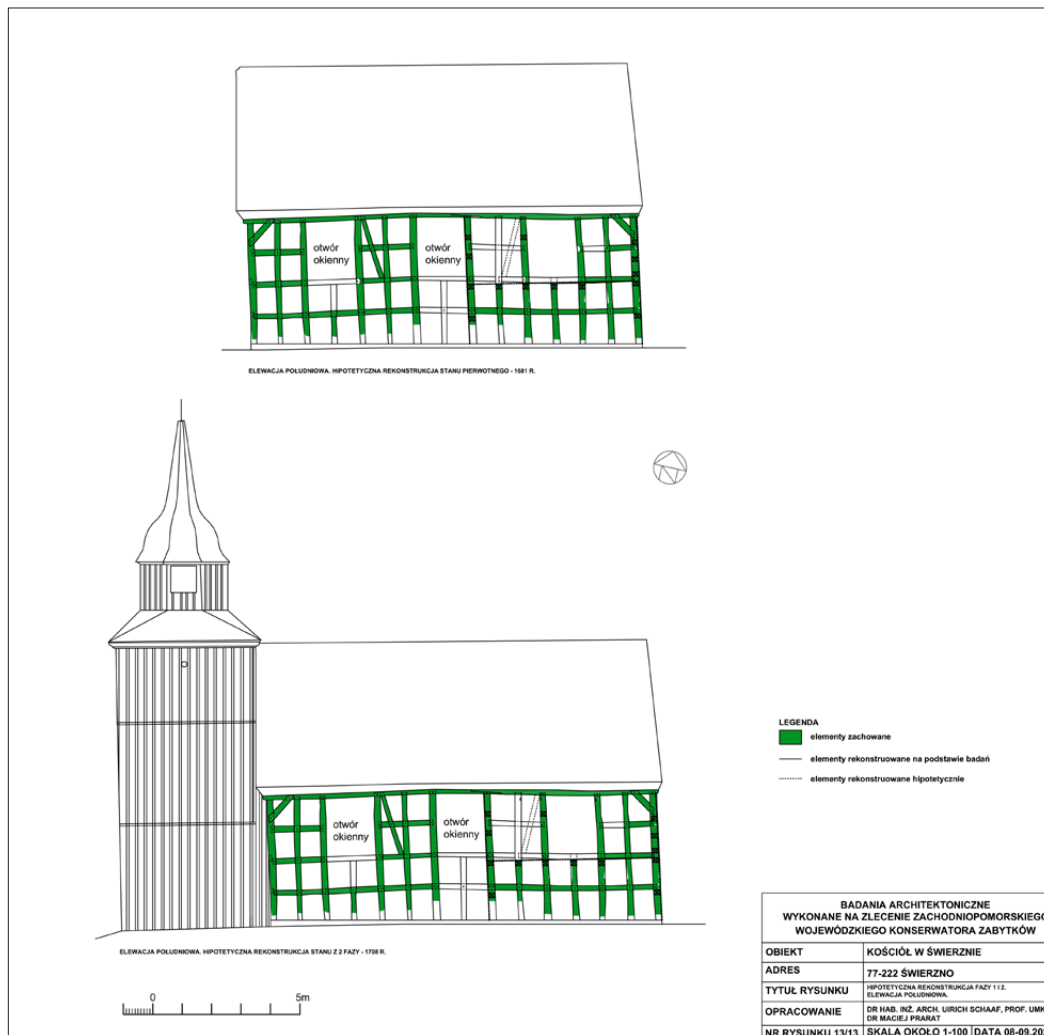 otwór
okienny
otwór
okienny
ELEWACJA POŁUDNIOWA. HIPOTETYCZNA REKONSTRUKCJA STANU PIERWOTNEGO - 1681 R.
otwór
okienny
otwór
okienny
ELEWACJA POŁUDNIOWA. HIPOTETYCZNA REKONSTRUKCJA STANU Z 2 FAZY - 1708 R.
0 5m
LEGENDA
elementy zachowane
elementy rekonstruowane na podstawie badań
elementy rekonstruowane hipotetycznie
BADANIA ARCHITEKTONICZNE
WYKONANE NA ZLECENIE ZACHODNIOPOMORSKIEGO
WOJEWÓDZKIEGO KONSERWATORA ZABYTKÓW
OBIEKT KOŚCIÓŁ W ŚWIERZNIE
ADRES 77-222 ŚWIERZNO
TYTUŁ RYSUNKU HIPOTETYCZNA REKONSTRUKCJA FAZY 1 I 2.
ELEWACJA POŁUDNIOWA.
OPRACOWANIE DR HAB. INŻ. ARCH. UIRICH SCHAAF, PROF. UMK
DR MACIEJ PRARAT
NR RYSUNKU 13/13 SKALA OKOŁO 1-100 DATA